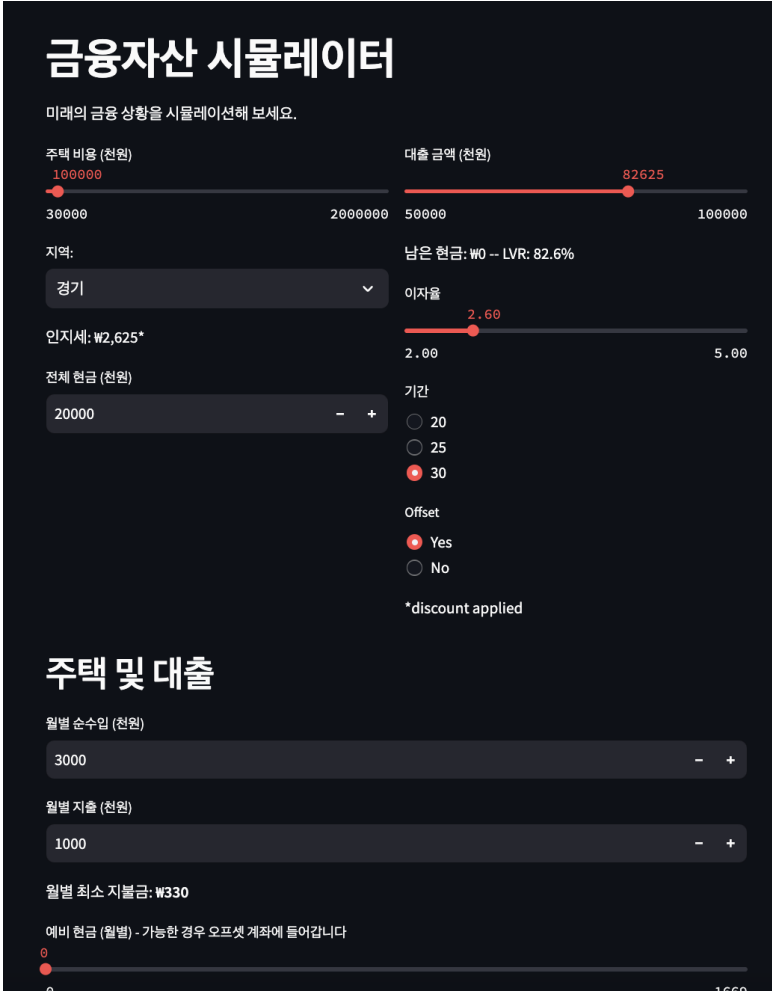 금융자산 시뮬레이터
미래의 금융 상황을 시뮬레이션해 보세요.
주택 비용 (천원)
100000
30000 2000000
지역:
경기
인지세: ₩2,625*
전체 현금 (천원)
20000 − +
대출 금액 (천원)
82625
50000 100000
남은 현금: ₩0 -- LVR: 82.6%
이자율
2.60
2.00 5.00
기간
20
25
30
Offset
Yes
No
*discount applied
주택 및 대출
월별 순수입 (천원)
3000 − +
월별 지출 (천원)
1000 − +
월별 최소 지불금: ₩330
예비 현금 (월별) - 가능한 경우 오프셋 계좌에 들어갑니다
0
0 1669